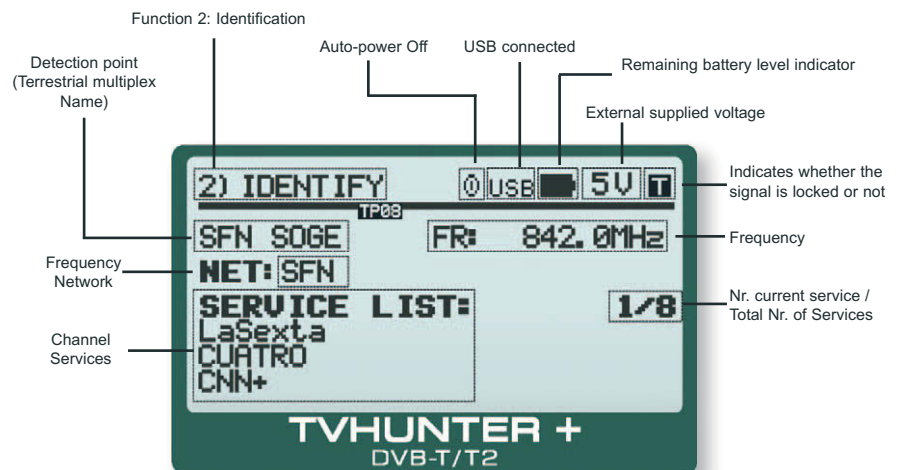 Function 2: Identification
Auto-power Off
USB connected
Detection point
(Terrestrial multiplex
Name)
Remaining battery level indicator
External supplied voltage
2) IDENTIFY
USB
5V
T
Indicates whether the
signal is locked or not
TP03
SFN SOGE
FR: 842.0MHz
Frequency
Frequency
Network
NET: SFN
SERVICE LIST:
1/8
Nr. current service /
Total Nr. of Services
Channel
Services
LaSexta
CUATRO
CNN+
TVHUNTER +
DVB-T/T2